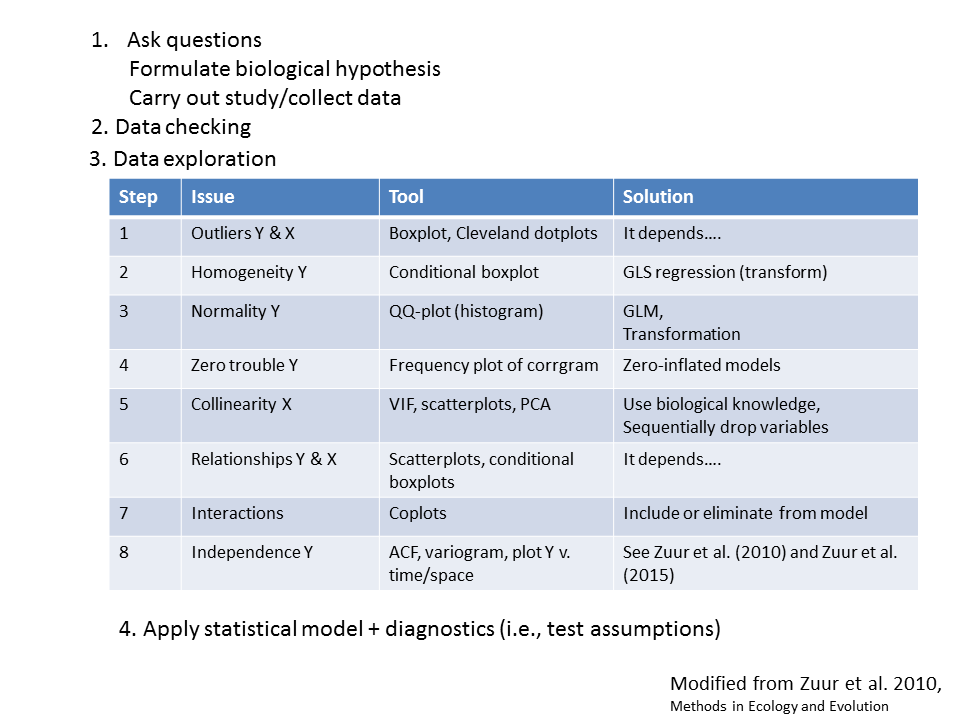 1. Ask questions
Formulate biological hypothesis
Carry out study/collect data
2. Data checking
3. Data exploration
Step Issue Tool Solution
1 Outliers Y & X Boxplot, Cleveland dotplots It depends….
2 Homogeneity Y Conditional boxplot GLS regression (transform)
3 Normality Y QQ-plot (histogram) GLM,
Transformation
4 Zero trouble Y Frequency plot of corrgram Zero-inflated models
5 Collinearity X VIF, scatterplots, PCA Use biological knowledge,
Sequentially drop variables
6 Relationships Y & X Scatterplots, conditional It depends….
boxplots
7 Interactions Coplots Include or eliminate from model
8 Independence Y ACF, variogram, plot Y v. See Zuur et al. (2010) and Zuur et al.
time/space (2015)
4. Apply statistical model + diagnostics (i.e., test assumptions)
Modified from Zuur et al. 2010,
Methods in Ecology and Evolution